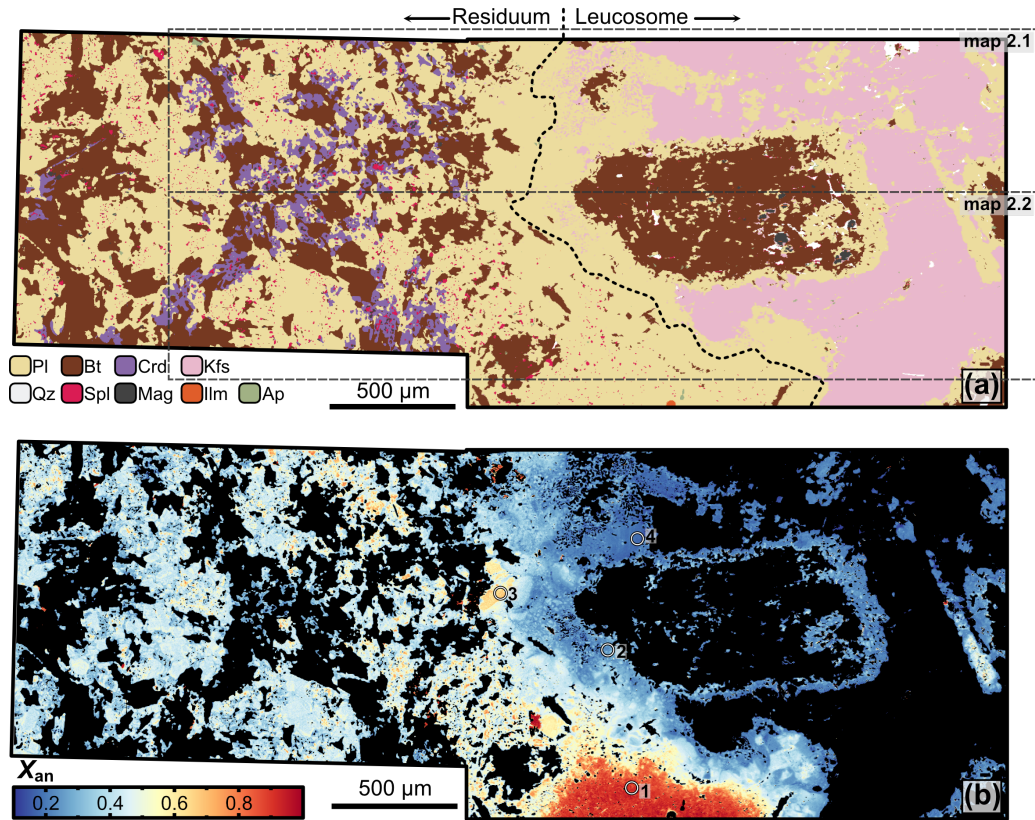 Residuum Leucosome
map 2.1
map 2.2
Pl Bt Crd Kfs
Qz Spl Mag Ilm Ap
500 µm
(a)
4
3
2
1
Xan
0.2 0.4 0.6 0.8
500 µm
(b)